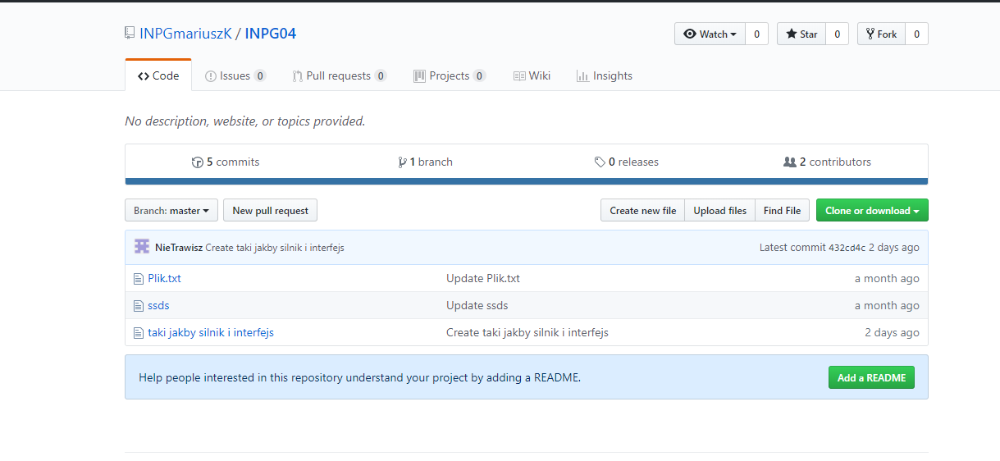 INPGmariuszK / INPG04
Watch 0 Star 0 Fork 0
Code Issues 0 Pull requests 0 Projects 0 Wiki Insights
No description, website, or topics provided.
5 commits 1 branch 0 releases 2 contributors
Branch: master New pull request Create new file Upload files Find File Clone or download
NieTrawisz Create taki jakby silnik i interfejs Latest commit 432cd4c 2 days ago
Plik.txt Update Plik.txt a month ago
ssds Update ssds a month ago
taki jakby silnik i interfejs Create taki jakby silnik i interfejs 2 days ago
Help people interested in this repository understand your project by adding a README. Add a README